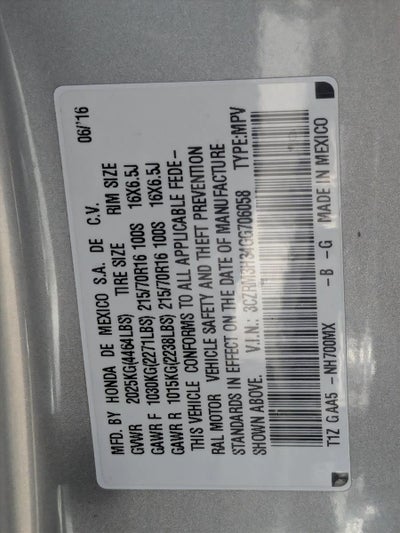 MFD. BY HONDA DE MEXICO S.A. DE C.V. 06/'16
GVWR 2025KG(4464LBS) TIRE SIZE RIM SIZE
GAWR F 1030KG(2271LBS) 215/70R16 100S 16X6.5J
GAWR R 1015KG(2238LBS) 215/70R16 100S 16X6.5J
THIS VEHICLE CONFORMS TO ALL APPLICABLE FEDE-
RAL MOTOR VEHICLE SAFETY AND THEFT PREVENTION
STANDARDS IN EFFECT ON THE DATE OF MANUFACTURE
SHOWN ABOVE. V.I.N.: TYPE:MPV
T1Z GAA5 -NH700MX -B -G MADE IN MEXICO